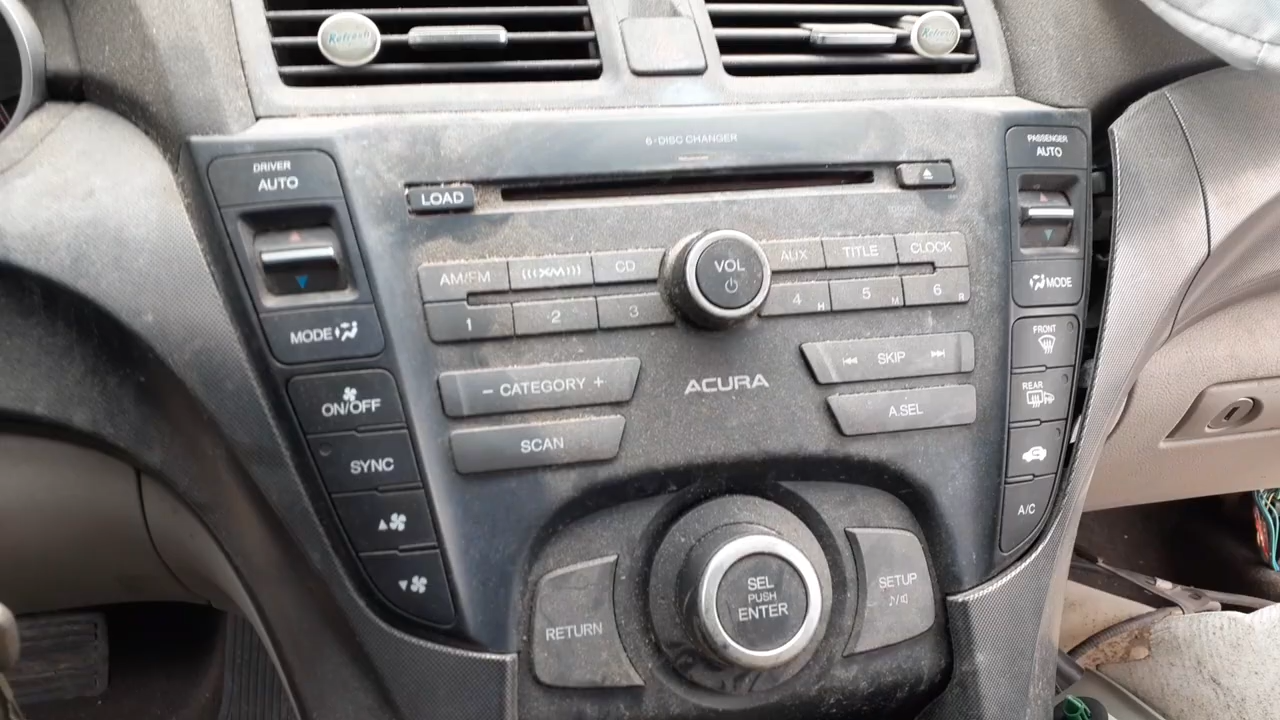 Refresh
Refresh
6-DISC CHANGER
DRIVER
AUTO
PASSENGER
AUTO
LOAD
AM/FM
XM
CD
VOL
AUX
TITLE
CLOCK
1
2
3
4 H
5 M
6 R
MODE
MODE
- CATEGORY +
SKIP
ACURA
SCAN
A.SEL
ON/OFF
SYNC
FRONT
REAR
A/C
SEL
PUSH
ENTER
RETURN
SETUP